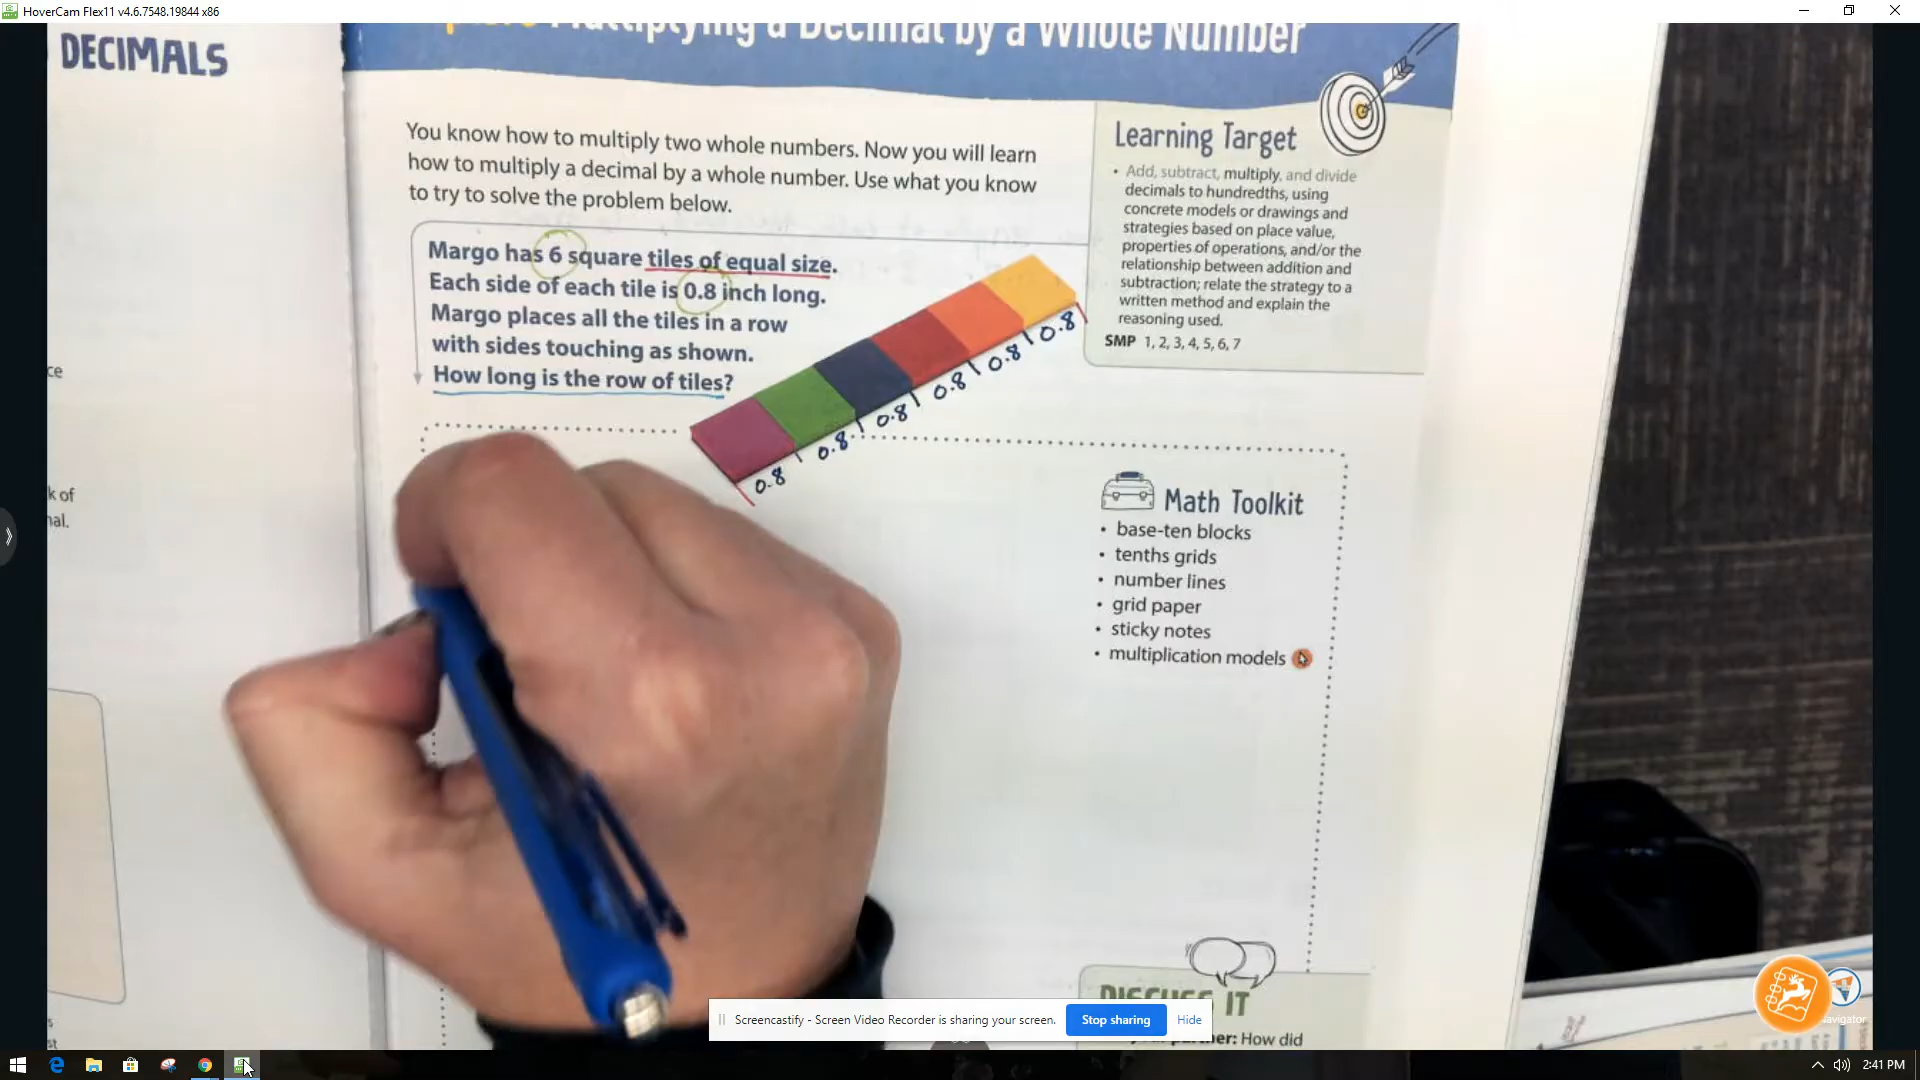 HoverCam Flex11 v4.6.7548.19844 x86
DECIMALS
Multiplying a Decimal by a Whole Number
You know how to multiply two whole numbers. Now you will learn
how to multiply a decimal by a whole number. Use what you know
to try to solve the problem below.
Margo has 6 square tiles of equal size.
Each side of each tile is 0.8 inch long.
Margo places all the tiles in a row
with sides touching as shown.
How long is the row of tiles?
0.8
0.8
0.8
0.8
0.8
0.8
Learning Target
• Add, subtract, multiply, and divide
decimals to hundredths, using
concrete models or drawings and
strategies based on place value,
properties of operations, and/or the
relationship between addition and
subtraction; relate the strategy to a
written method and explain the
reasoning used.
SMP 1, 2, 3, 4, 5, 6, 7
ce
k of
nal.
Math Toolkit
• base-ten blocks
• tenths grids
• number lines
• grid paper
• sticky notes
• multiplication models
DISCUSS IT
partner: How did
Screencastify - Screen Video Recorder is sharing your screen.
Stop sharing
Hide
Navigator
2:41 PM